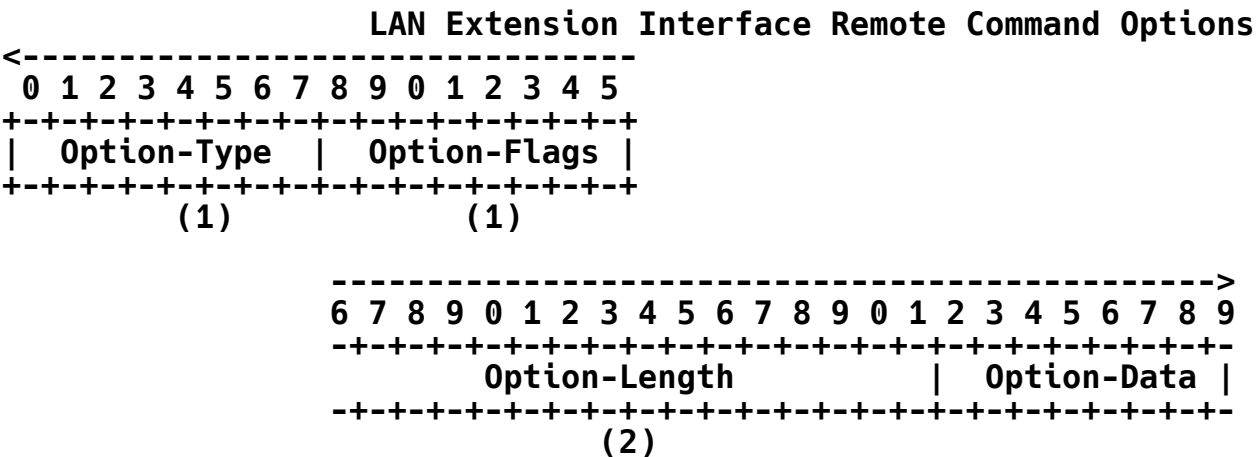 LAN Extension Interface Remote Command Options
<--------------------------------
 0 1 2 3 4 5 6 7 8 9 0 1 2 3 4 5
+-+-+-+-+-+-+-+-+-+-+-+-+-+-+-+-+
|  Option-Type  |  Option-Flags |
+-+-+-+-+-+-+-+-+-+-+-+-+-+-+-+-+
         (1)            (1)

                 ---------------------------------------------->
                 6 7 8 9 0 1 2 3 4 5 6 7 8 9 0 1 2 3 4 5 6 7 8 9
                 -+-+-+-+-+-+-+-+-+-+-+-+-+-+-+-+-+-+-+-+-+-+-+-
                         Option-Length          |  Option-Data |
                 -+-+-+-+-+-+-+-+-+-+-+-+-+-+-+-+-+-+-+-+-+-+-+-
                               (2)